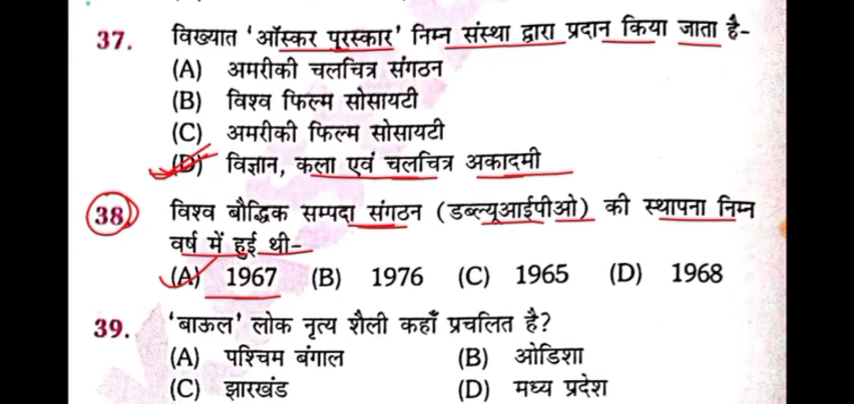 37. विख्यात 'ऑस्कर पुरस्कार' निम्न संस्था द्वारा प्रदान किया जाता है-
(A) अमरीकी चलचित्र संगठन
(B) विश्व फिल्म सोसायटी
(C) अमरीकी फिल्म सोसायटी
(D) विज्ञान, कला एवं चलचित्र अकादमी
38. विश्व बौद्धिक सम्पदा संगठन (डब्ल्यूआईपीओ) की स्थापना निम्न
वर्ष में हुई थी-
(A) 1967 (B) 1976 (C) 1965 (D) 1968
39. 'बाऊल' लोक नृत्य शैली कहाँ प्रचलित है?
(A) पश्चिम बंगाल (B) ओडिशा
(C) झारखंड (D) मध्य प्रदेश